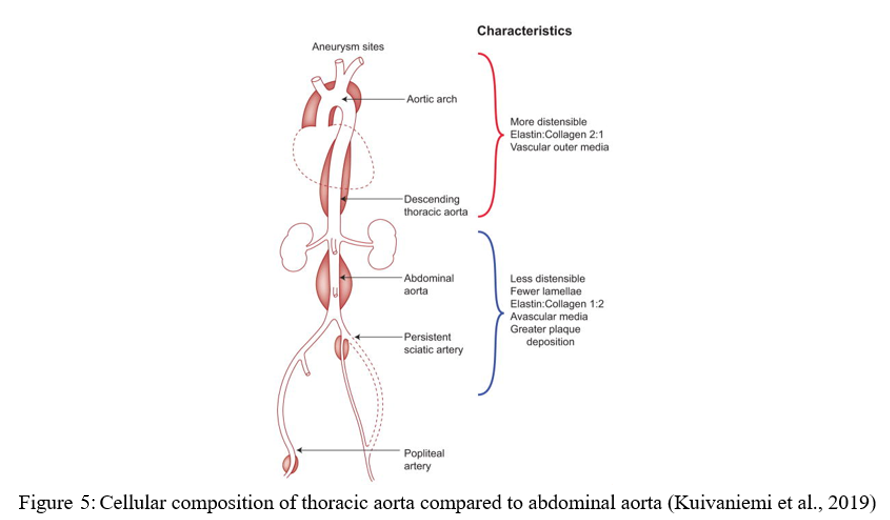 Characteristics
Aneurysm sites
Aortic arch
More distensible
Elastin:Collagen 2:1
Vascular outer media
Descending
thoracic aorta
Abdominal
aorta
Less distensible
Fewer lamellae
Elastin:Collagen 1:2
Avascular media
Greater plaque
deposition
Persistent
sciatic artery
Popliteal
artery
Figure 5: Cellular composition of thoracic aorta compared to abdominal aorta (Kuivaniemi et al., 2019)